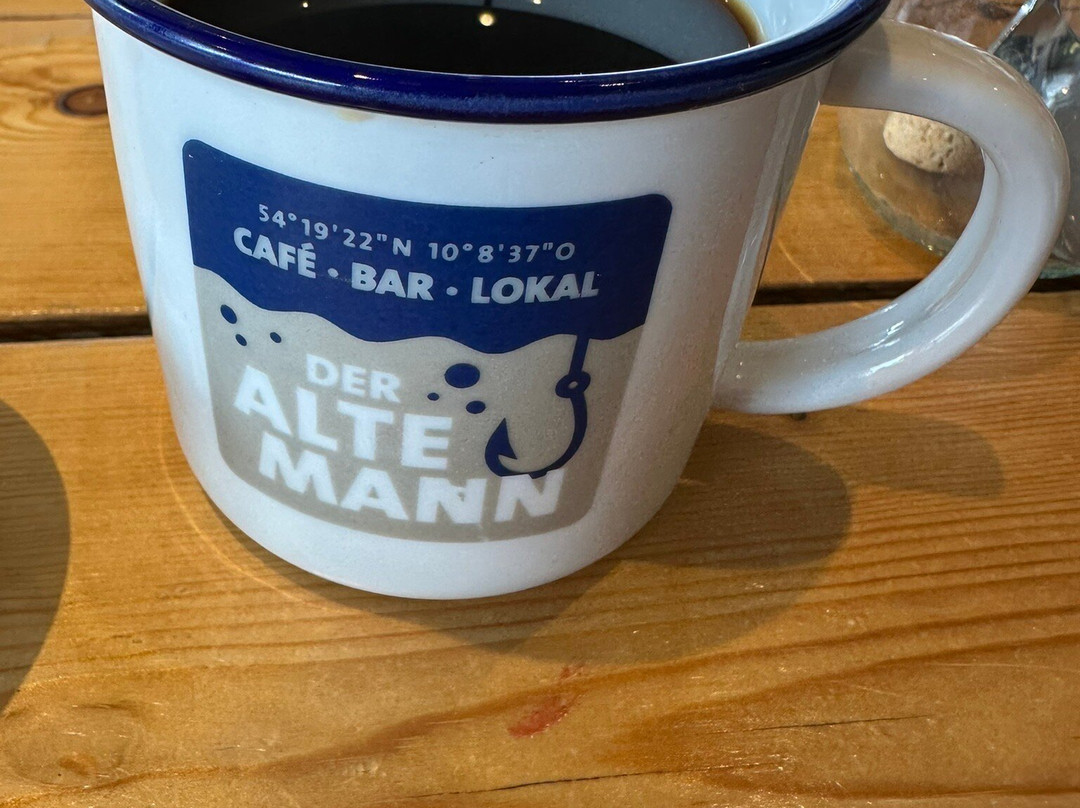 54°19'22"N 10°8'37"O
CAFÉ • BAR • LOKAL
DER
ALTE
MANN